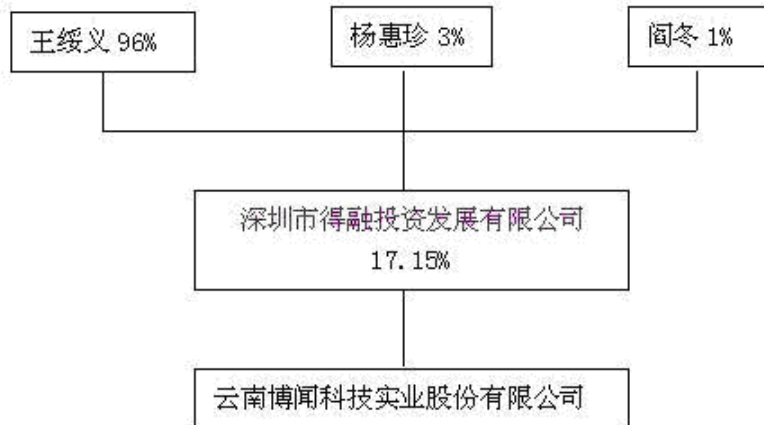 王绥义 96%
杨惠珍 3%
阎冬 1%
深圳市得融投资发展有限公司
17.15%
云南博闻科技实业股份有限公司